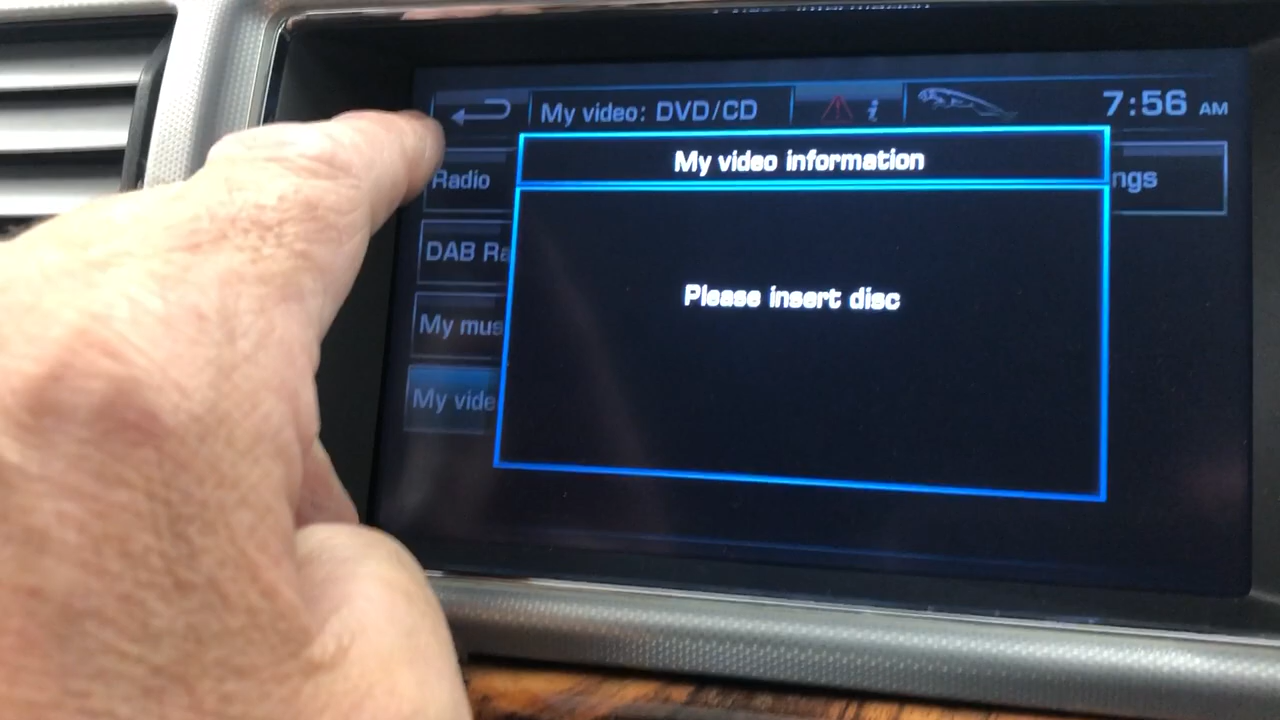 My video: DVD/CD
i
7:56 AM
My video information
Radio
ngs
DAB Ra
Please insert disc
My mus
My vide